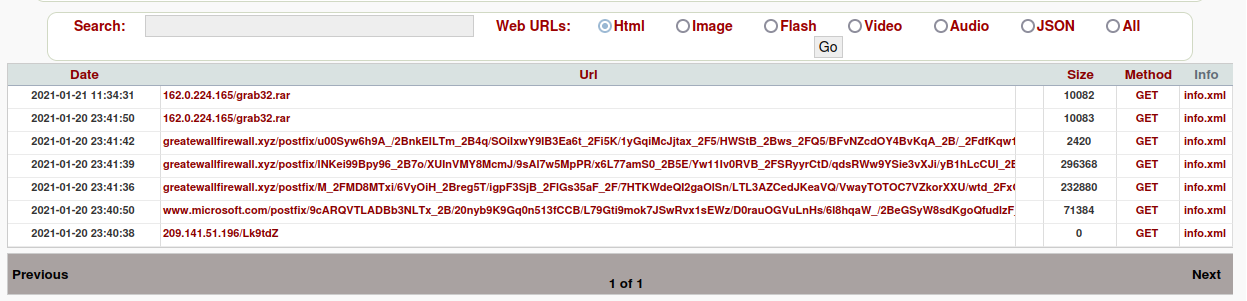 Search: Web URLs: Html Image Flash Video Audio JSON All
Go
Date Url Size Method Info
2021-01-21 11:34:31 162.0.224.165/grab32.rar 10082 GET info.xml
2021-01-20 23:41:50 162.0.224.165/grab32.rar 10083 GET info.xml
2021-01-20 23:41:42 greatewallfirewall.xyz/postfix/u00Syw6h9A_/2BnkEILTm_2B4q/SOiIxwY9IB3Ea6t_2Fi5K/1yGqiMcJjtax_2F5/HWStB_2Bws_2FQ5/BFvNZcdOY4BvKqA_2B/_2FdfKqw1 2420 GET info.xml
2021-01-20 23:41:39 greatewallfirewall.xyz/postfix/INKei99Bpy96_2B7o/XUInVMY8McmJ/9sAI7w5MpPR/x6L77amS0_2B5E/Yw11Iv0RVB_2FSRyyrCtD/qdsRWw9YSie3vXJi/yB1hLcCUI_2E 296368 GET info.xml
2021-01-20 23:41:36 greatewallfirewall.xyz/postfix/M_2FMD8MTxi/6VyOiH_2Breg5T/igpF3SjB_2FIGs35aF_2F/7HTKWdeQI2gaOISn/LTL3AZCedJKeaVQ/VwayTOTOC7VZkorXXU/wtd_2Fx 232880 GET info.xml
2021-01-20 23:40:50 www.microsoft.com/postfix/9cARQVTLADBb3NLTx_2B/20nyb9K9Gq0n513fCCB/L79Gti9mok7JSwRvx1sEWz/D0rauOGVuLnHs/6I8hqaW_/2BeGSyW8sdKgoQfudIzF 71384 GET info.xml
2021-01-20 23:40:38 209.141.51.196/Lk9tdZ 0 GET info.xml
Previous 1 of 1 Next